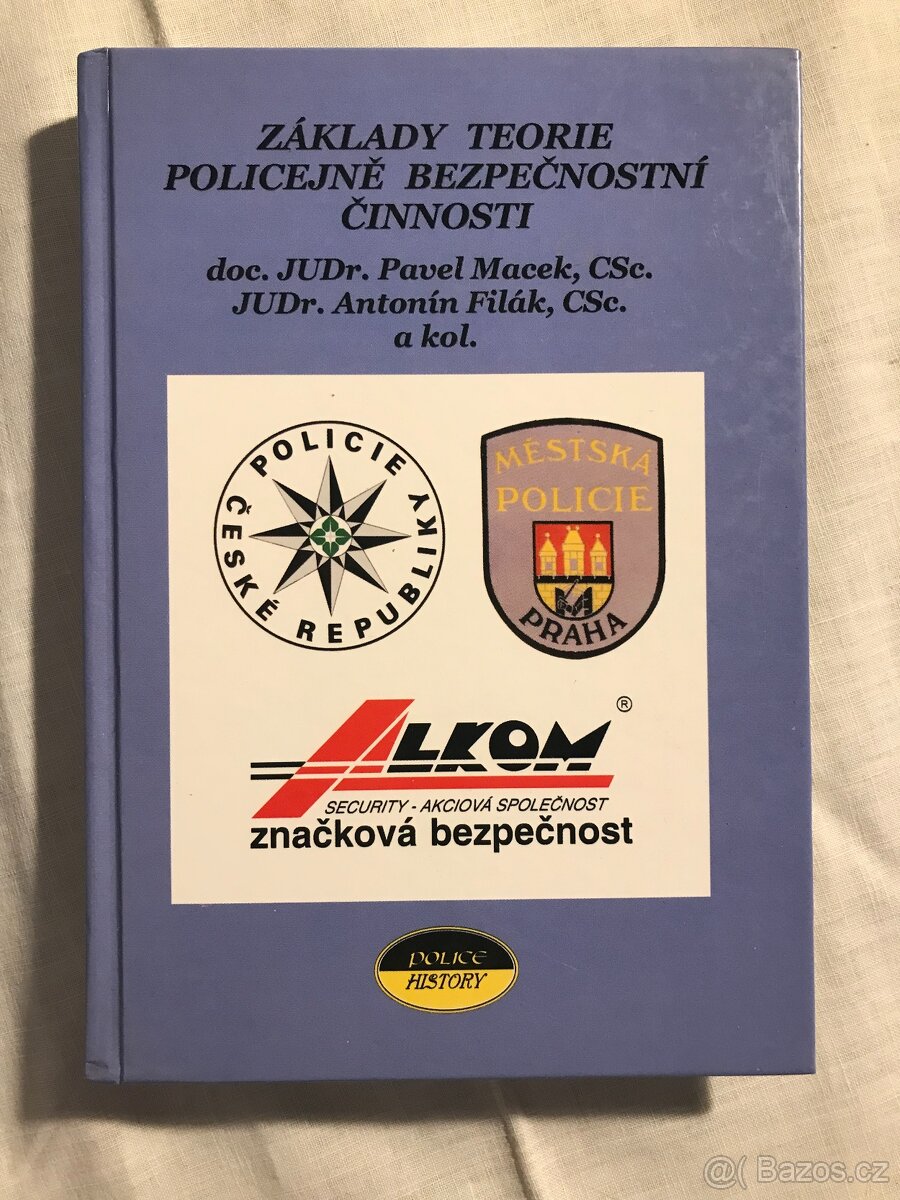 ZÁKLADY TEORIE
POLICEJNĚ BEZPEČNOSTNÍ
ČINNOSTI
doc. JUDr. Pavel Macek, CSc.
JUDr. Antonín Filák, CSc.
a kol.
POLICIE ČESKÉ REPUBLIKY
MĚSTSKÁ
POLICIE
PRAHA
ALKOM ®
SECURITY - AKCIOVÁ SPOLEČNOST
značková bezpečnost
POLICE
HISTORY
@( Bazos.cz